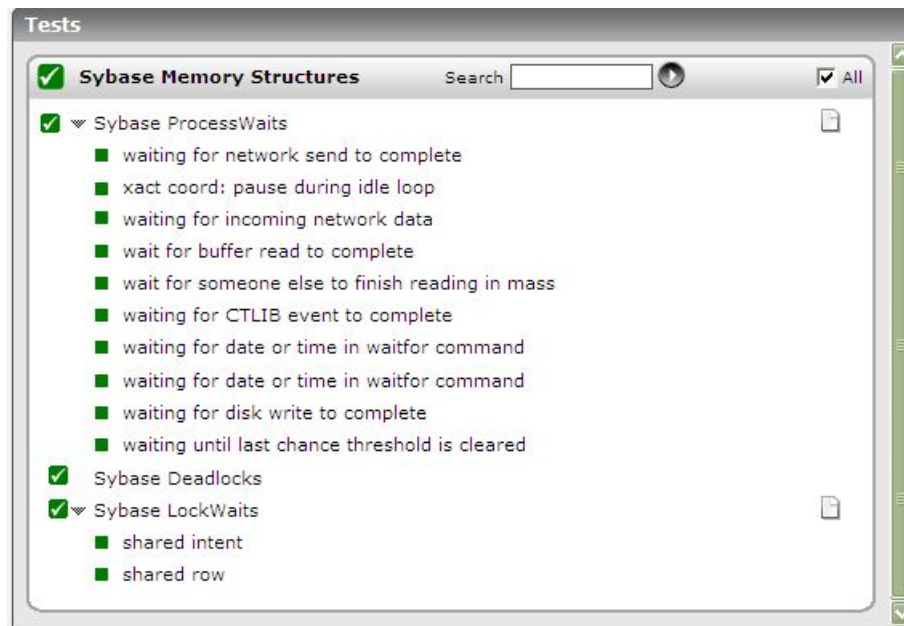 Tests
Sybase Memory Structures Search All
Sybase ProcessWaits
waiting for network send to complete
xact coord: pause during idle loop
waiting for incoming network data
wait for buffer read to complete
wait for someone else to finish reading in mass
waiting for CTLIB event to complete
waiting for date or time in waitfor command
waiting for date or time in waitfor command
waiting for disk write to complete
waiting until last chance threshold is cleared
Sybase Deadlocks
Sybase LockWaits
shared intent
shared row